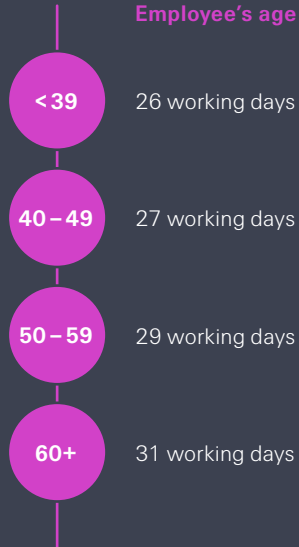 Employee’s age
<39 26 working days
40–49 27 working days
50–59 29 working days
60+ 31 working days